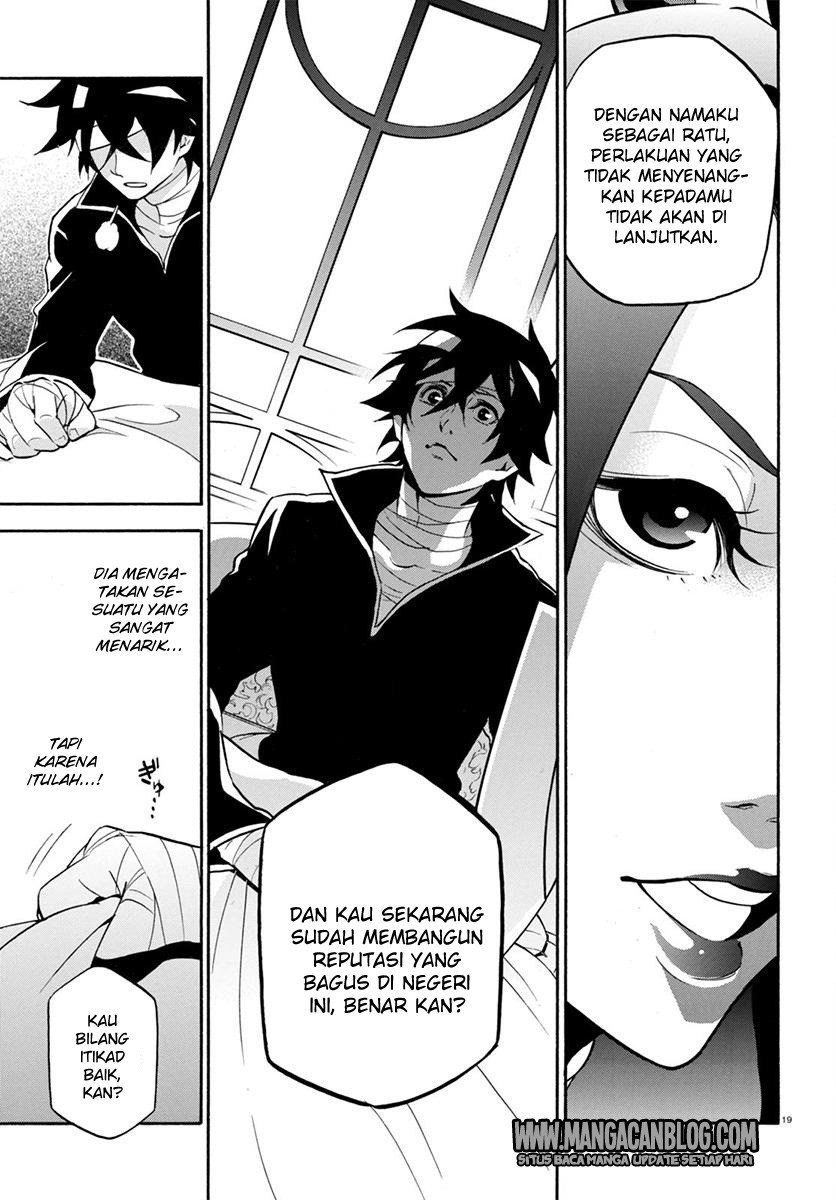 DENGAN NAMAKU
SEBAGAI RATU,
PERLAKUAN YANG
TIDAK MENYENANG-
KAN KEPADAMU
TIDAK AKAN DI
LANJUTKAN.
DAN KAU SEKARANG
SUDAH MEMBANGUN
REPUTASI YANG
BAGUS DI NEGERI
INI, BENAR KAN?
DIA MENGA-
TAKAN SE-
SUATU YANG
SANGAT
MENARIK...
TAPI
KARENA
ITULAH...!
ぎゅ……
KAU
BILANG
ITIKAD
BAIK,
KAN?
19
WWW.MANGACANBLOG.COM
SITUS BACA MANGA UPDATE SETIAP HARI